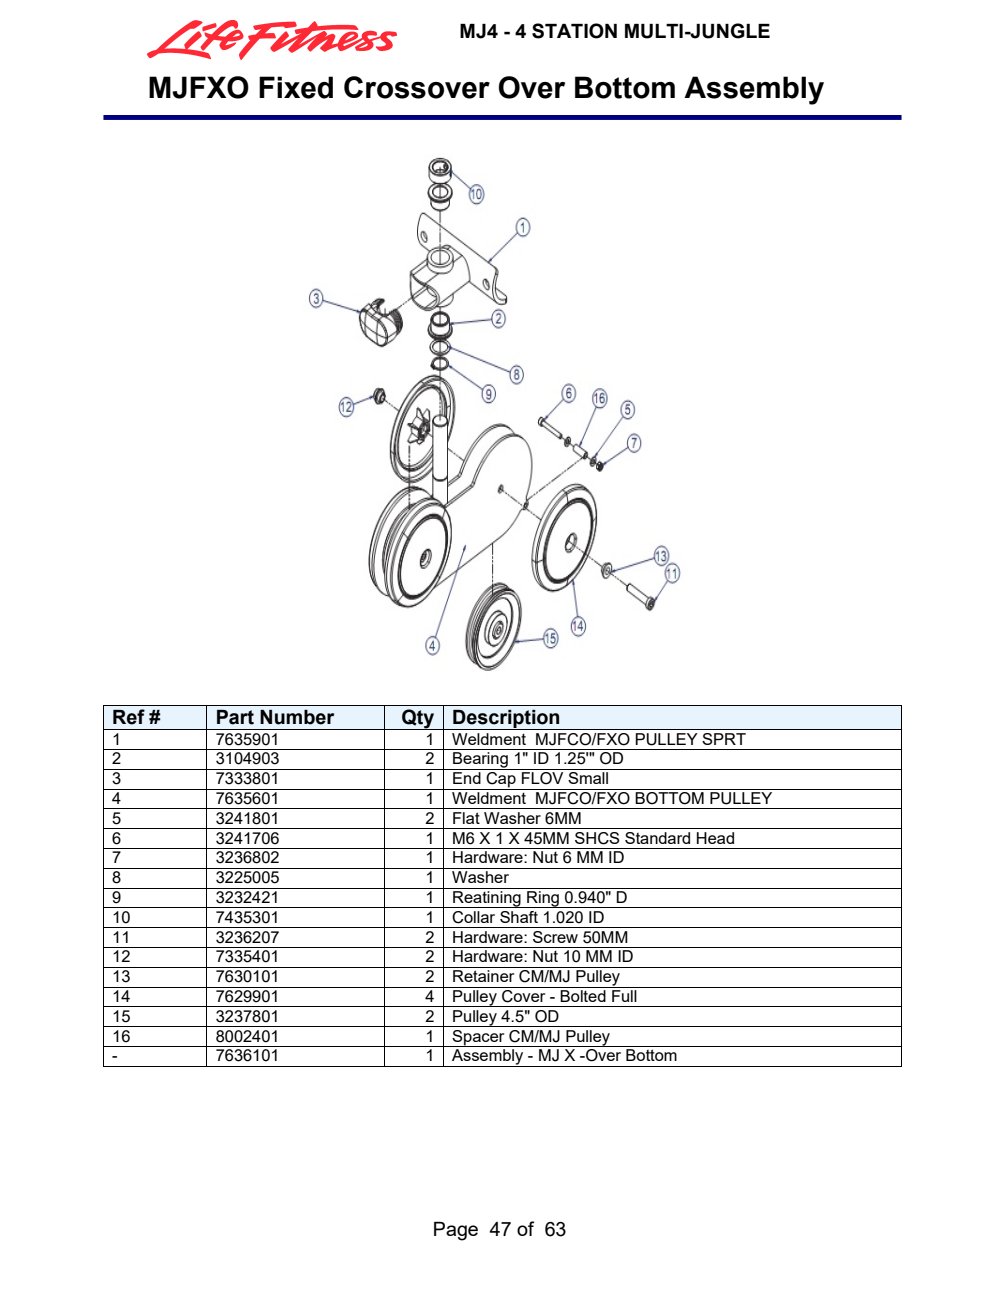 Life Fitness
MJ4 - 4 STATION MULTI-JUNGLE
MJFXO Fixed Crossover Over Bottom Assembly
10
1
3
2
8
9
12
6
16
5
7
13
11
14
15
4
Ref # Part Number Qty Description
1 7635901 1 Weldment  MJFCO/FXO PULLEY SPRT
2 3104903 2 Bearing 1" ID 1.25'" OD
3 7333801 1 End Cap FLOV Small
4 7635601 1 Weldment  MJFCO/FXO BOTTOM PULLEY
5 3241801 2 Flat Washer 6MM
6 3241706 1 M6 X 1 X 45MM SHCS Standard Head
7 3236802 1 Hardware: Nut 6 MM ID
8 3225005 1 Washer
9 3232421 1 Reatining Ring 0.940" D
10 7435301 1 Collar Shaft 1.020 ID
11 3236207 2 Hardware: Screw 50MM
12 7335401 2 Hardware: Nut 10 MM ID
13 7630101 2 Retainer CM/MJ Pulley
14 7629901 4 Pulley Cover - Bolted Full
15 3237801 2 Pulley 4.5" OD
16 8002401 1 Spacer CM/MJ Pulley
- 7636101 1 Assembly - MJ X -Over Bottom
Page  47 of  63